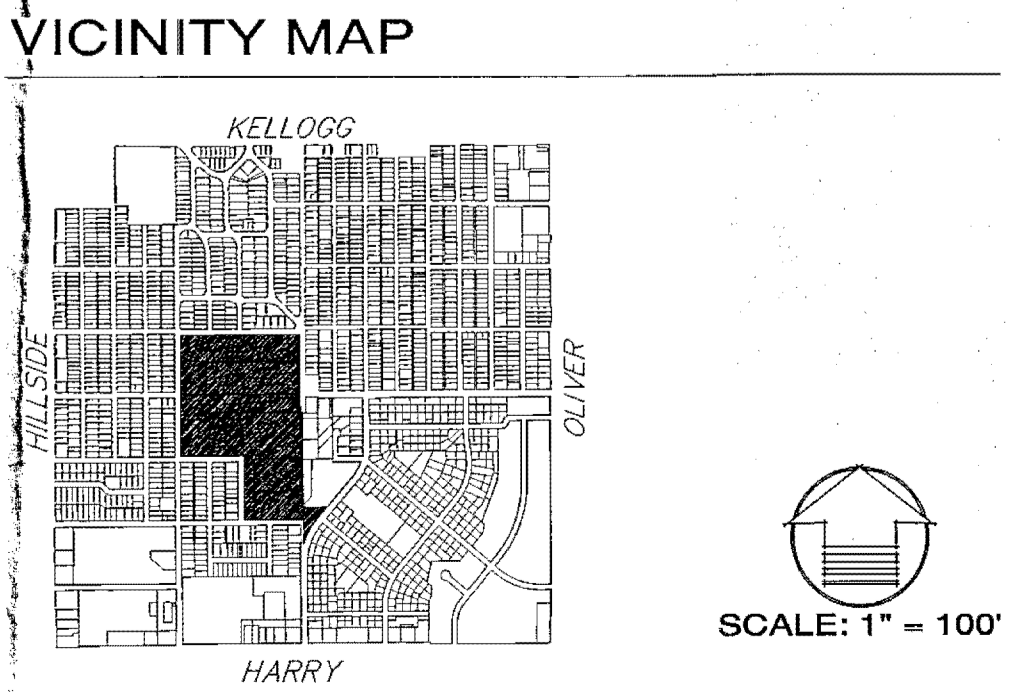 VICINITY MAP
KELLOGG
HILLSIDE
OLIVER
SCALE: 1" = 100'
HARRY